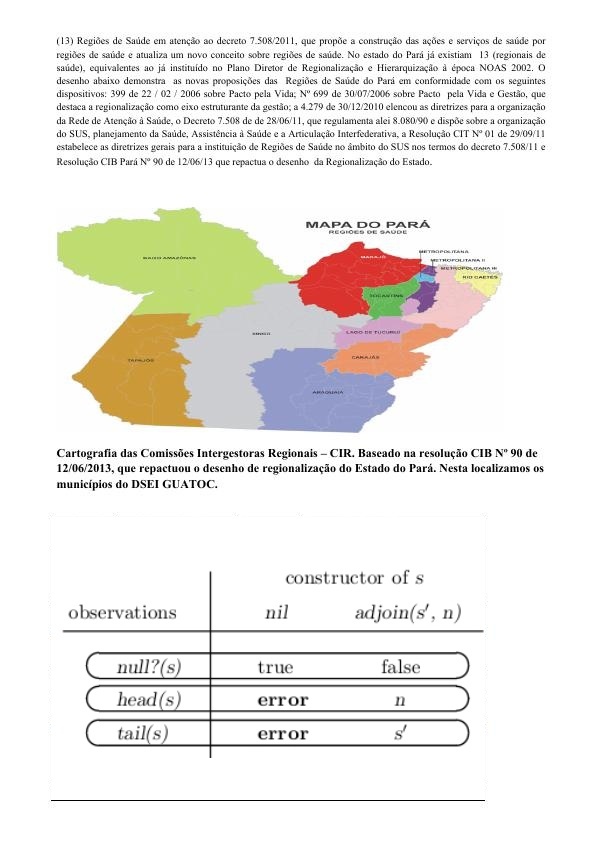 (13) Regiões de Saúde em atenção ao decreto 7.508/2011, que propõe a construção das ações e serviços de saúde por
regiões de saúde e atualiza um novo conceito sobre regiões de saúde. No estado do Pará já existiam 13 (regionais de
saúde), equivalentes ao já instituído no Plano Diretor de Regionalização e Hierarquização à época NOAS 2002. O
desenho abaixo demonstra as novas proposições das Regiões de Saúde do Pará em conformidade com os seguintes
dispositivos: 399 de 22 / 02 / 2006 sobre Pacto pela Vida; Nº 699 de 30/07/2006 sobre Pacto pela Vida e Gestão, que
destaca a regionalização como eixo estruturante da gestão; a 4.279 de 30/12/2010 elencou as diretrizes para a organização
da Rede de Atenção à Saúde, o Decreto 7.508 de de 28/06/11, que regulamenta alei 8.080/90 e dispõe sobre a organização
do SUS, planejamento da Saúde, Assistência à Saúde e a Articulação Interfederativa, a Resolução CIT Nº 01 de 29/09/11
estabelece as diretrizes gerais para a instituição de Regiões de Saúde no âmbito do SUS nos termos do decreto 7.508/11 e
Resolução CIB Pará Nº 90 de 12/06/13 que repactua o desenho da Regionalização do Estado.
MAPA DO PARÁ
REGIÕES DE SAÚDE
METROPOLITANA
BAIXO AMAZONAS
MARAJÓ
METROPOLITANA II
METROPOLITANA III
RIO CAETÉS
TOCANTINS
XINGU
LAGO DE TUCURUÍ
TAPAJÓS
CARAJÁS
ARAGUAIA
Cartografia das Comissões Intergestoras Regionais – CIR. Baseado na resolução CIB Nº 90 de
12/06/2013, que repactuou o desenho de regionalização do Estado do Pará. Nesta localizamos os
municípios do DSEI GUATOC.
constructor of s
observations nil adjoin(s′, n)
null?(s) true false
head(s) error n
tail(s) error s′